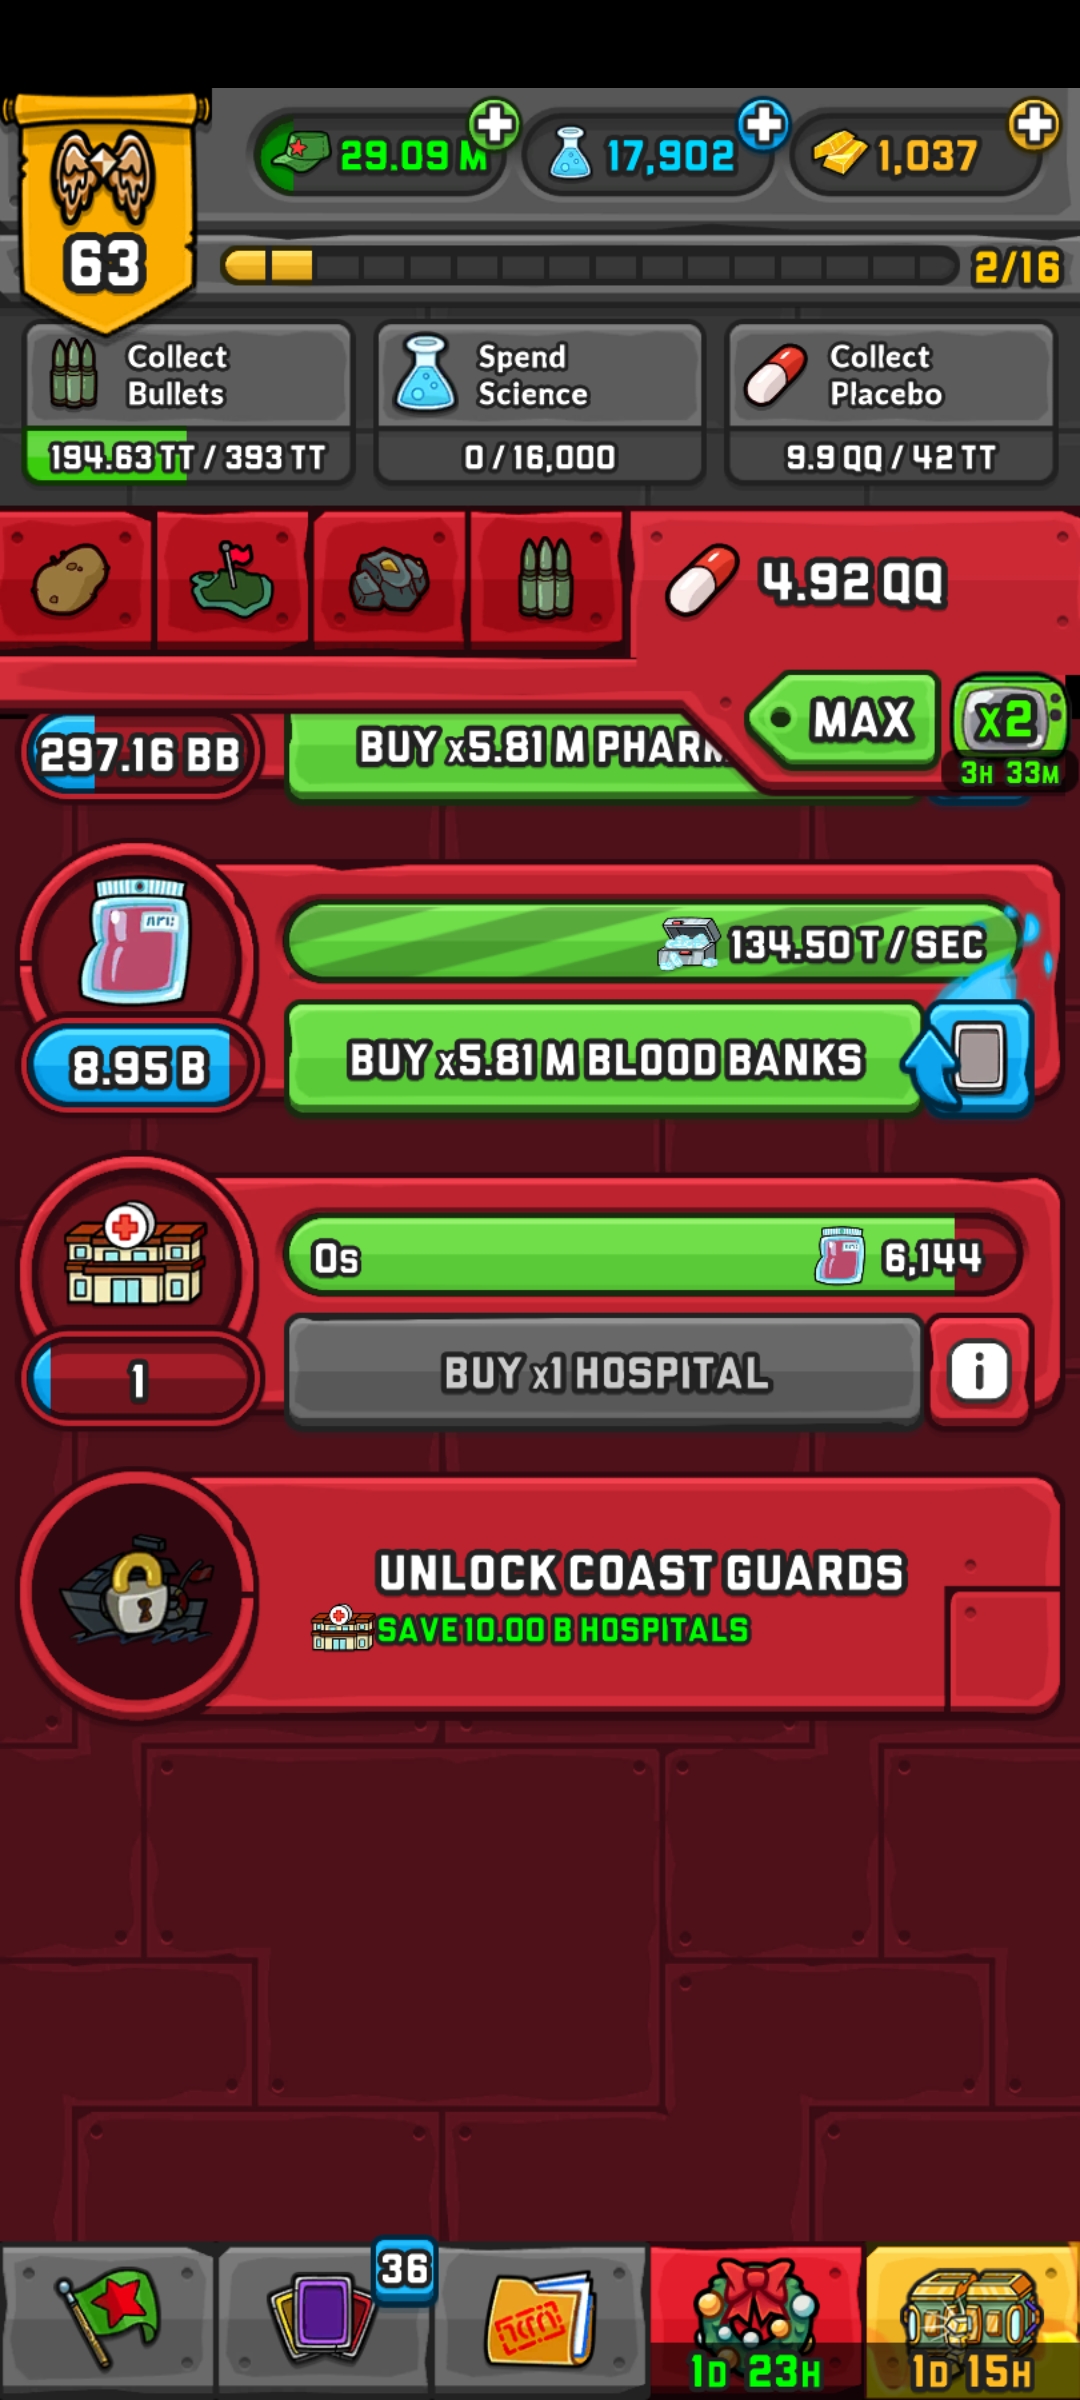 29.09 M
17,902
1,037
63
2/16
Collect
Bullets
194.63 TT / 393 TT
Spend
Science
0 / 16,000
Collect
Placebo
9.9 QQ / 42 TT
4.92 QQ
MAX
x2
3H 33M
297.16 BB
BUY x5.81 M PHARM
134.50 T / SEC
8.95 B
BUY x5.81 M BLOOD BANKS
0s
6,144
1
BUY x1 HOSPITAL
i
UNLOCK COAST GUARDS
SAVE 10.00 B HOSPITALS
36
1D 23H
1D 15H